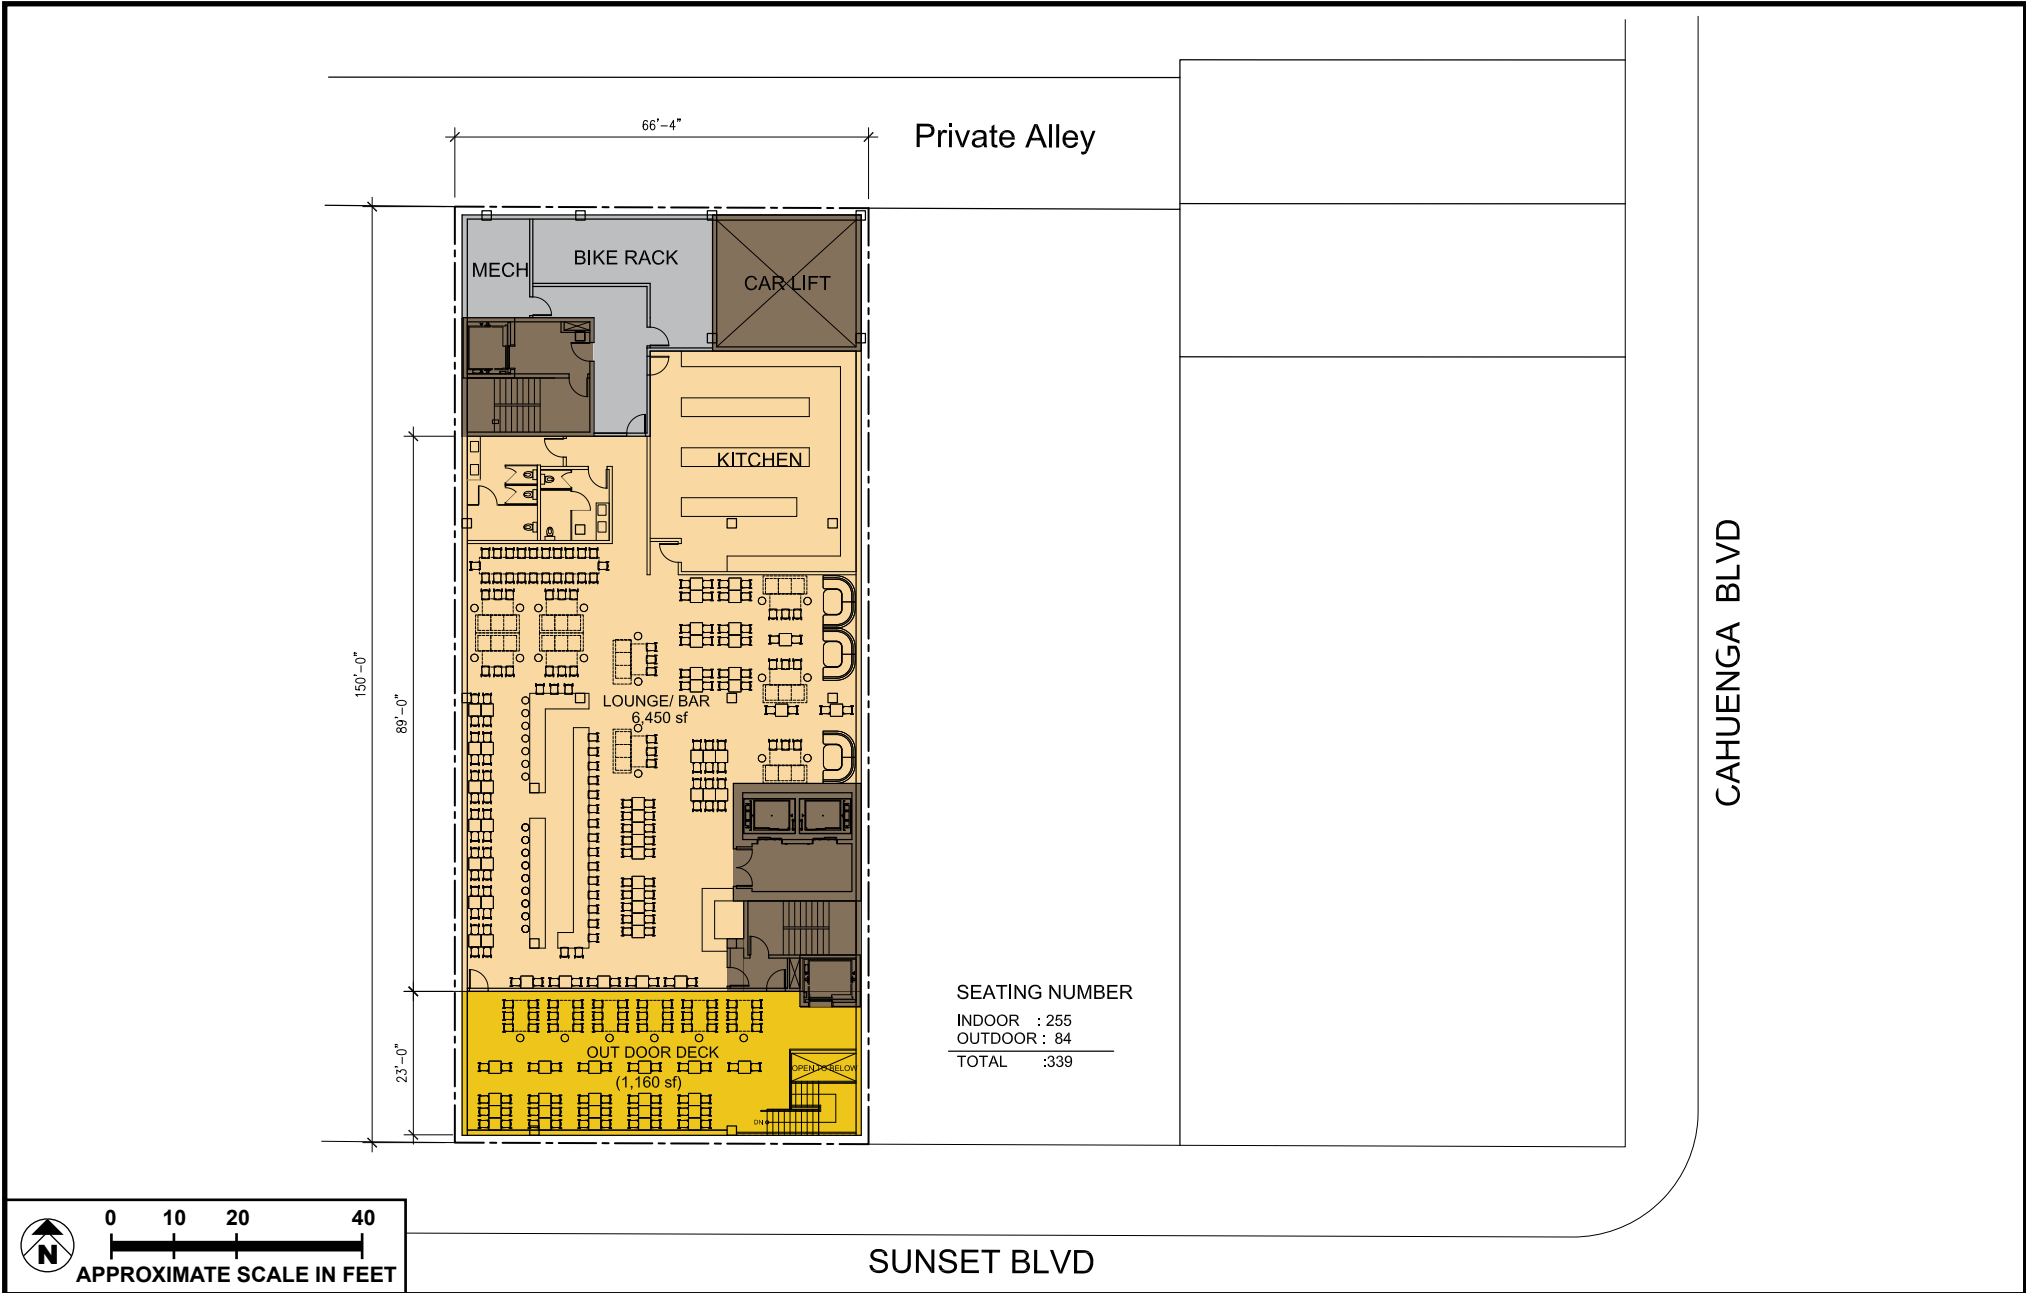 66'-4"
Private Alley
BIKE RACK
MECH
CAR LIFT
KITCHEN
150'-0"
89'-0"
LOUNGE/ BAR
6,450 sf
CAHUENGA BLVD
SEATING NUMBER
INDOOR : 255
OUTDOOR : 84
TOTAL :339
23'-0"
OUT DOOR DECK
(1,160 sf)
OPEN TO BELOW
DN
0 10 20 40
N
APPROXIMATE SCALE IN FEET
SUNSET BLVD